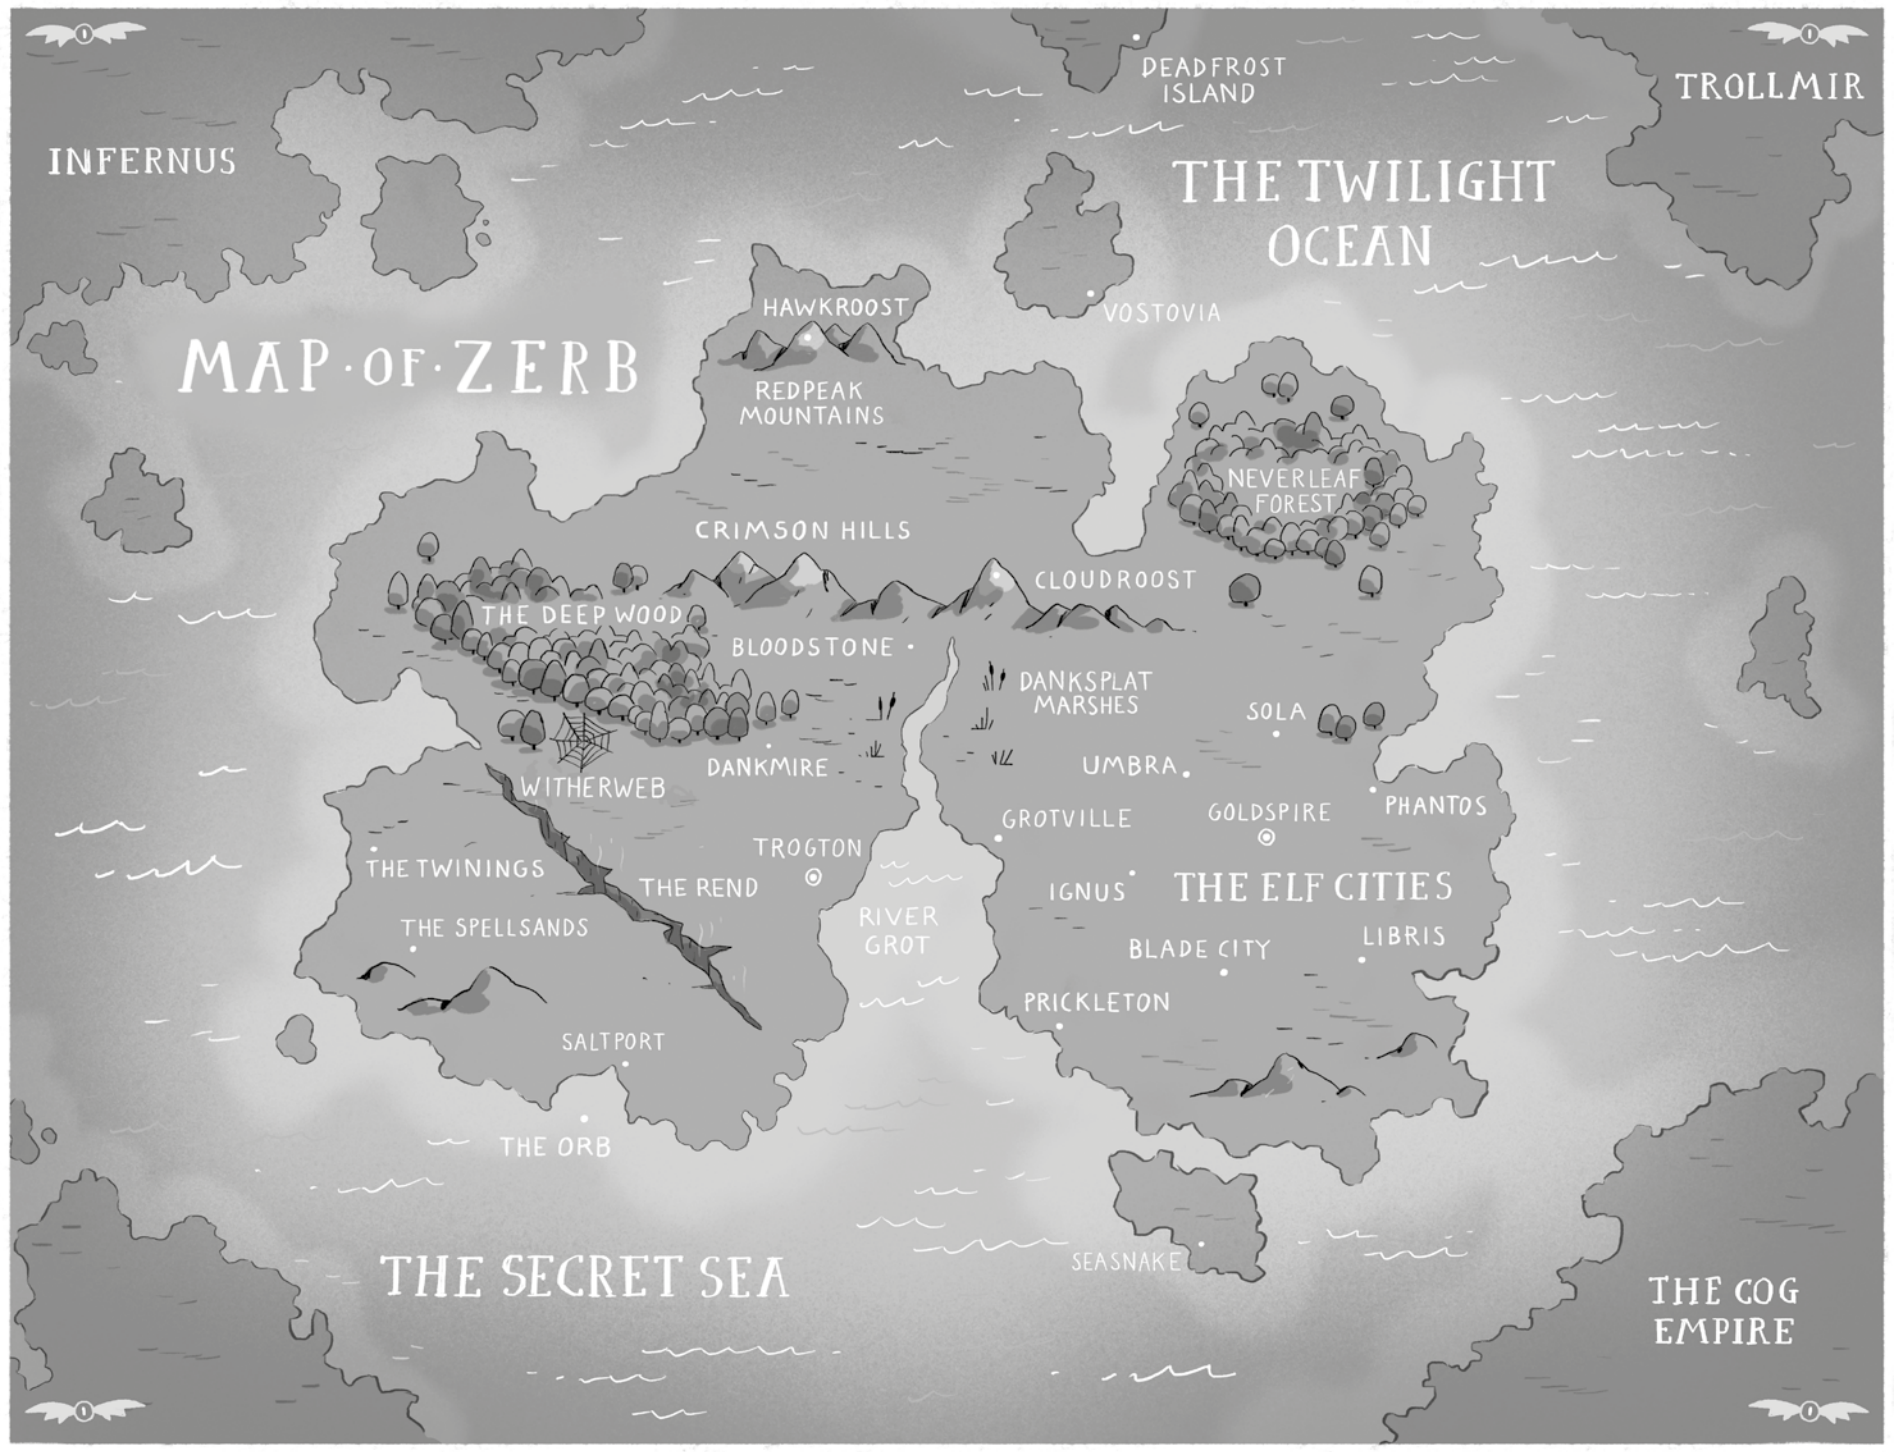 DEADFROST
ISLAND
TROLLMIR
INFERNUS
THE TWILIGHT
OCEAN
HAWKROOST
VOSTOVIA
MAP · OF · ZERB
REDPEAK
MOUNTAINS
NEVERLEAF
FOREST
CRIMSON HILLS
CLOUDROOST
THE DEEP WOOD
BLOODSTONE
DANKSPLAT
MARSHES
SOLA
DANKMIRE
UMBRA
WITHERWEB
PHANTOS
GROTVILLE
GOLDSPIRE
TROGTON
THE TWININGS
THE REND
IGNUS
THE ELF CITIES
RIVER
GROT
THE SPELLSANDS
BLADE CITY
LIBRIS
PRICKLETON
SALTPORT
THE ORB
SEASNAKE
THE SECRET SEA
THE COG
EMPIRE